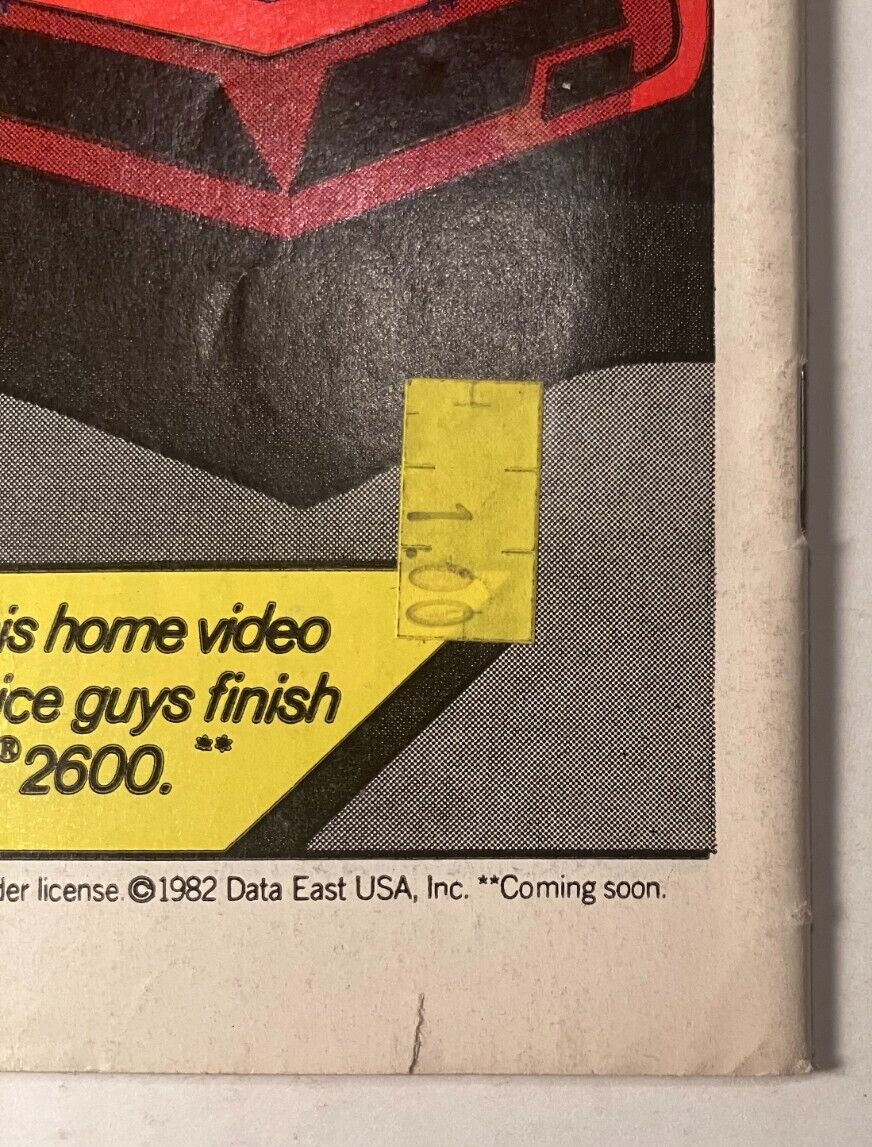 1.00
is home video
ice guys finish
® 2600. **
der license. ©1982 Data East USA, Inc. **Coming soon.